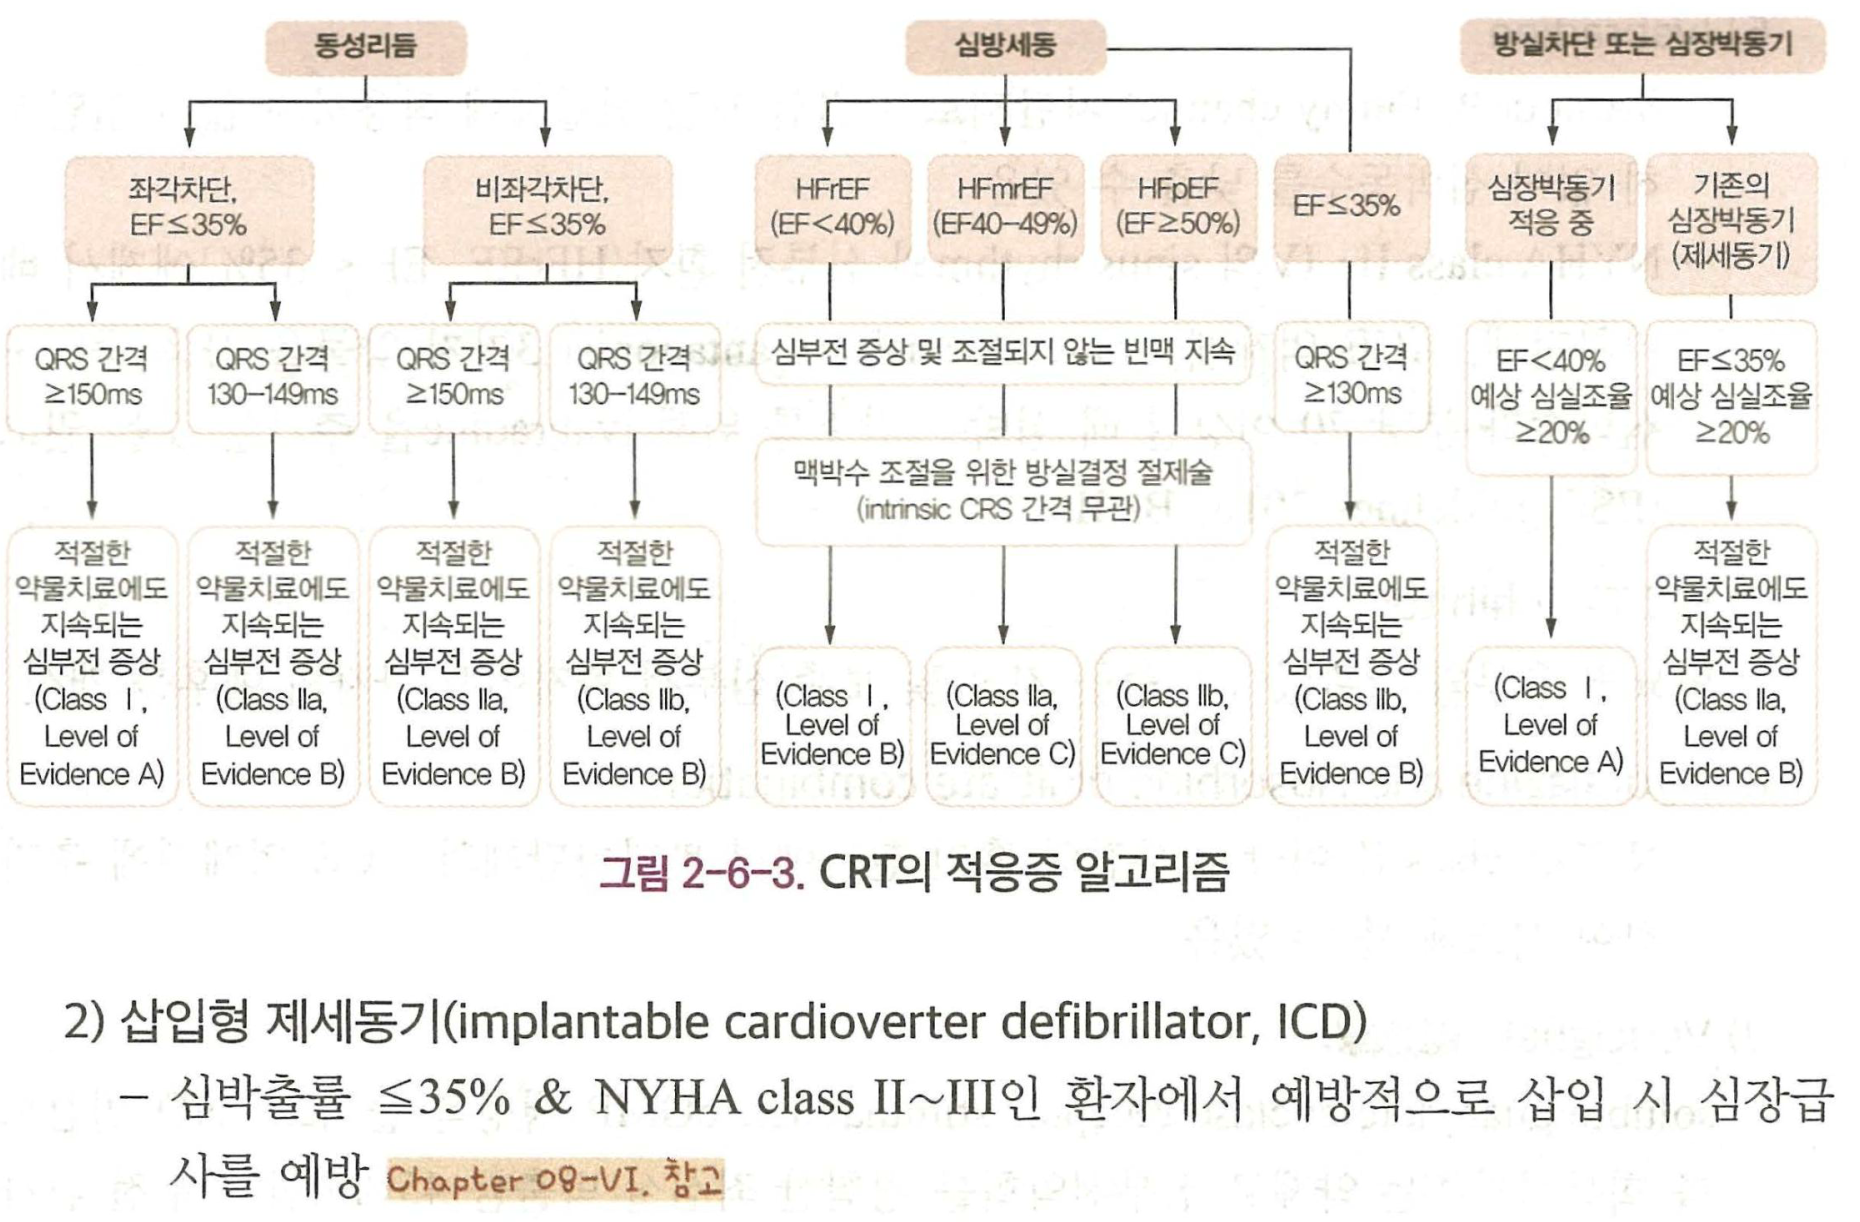 동성리듬
심방세동
방실차단 또는 심장박동기
좌각차단,
EF≤35%
비좌각차단,
EF≤35%
HFrEF
(EF<40%)
HFmrEF
(EF40–49%)
HFpEF
(EF≥50%)
EF≤35%
심장박동기
적응 중
기존의
심장박동기
(제세동기)
QRS 간격
≥150ms
QRS 간격
130–149ms
QRS 간격
≥150ms
QRS 간격
130–149ms
심부전 증상 및 조절되지 않는 빈맥 지속
QRS 간격
≥130ms
EF<40%
예상 심실조율
≥20%
EF≤35%
예상 심실조율
≥20%
맥박수 조절을 위한 방실결정 절제술
(intrinsic CRS 간격 무관)
적절한
약물치료에도
지속되는
심부전 증상
(Class Ⅰ,
Level of
Evidence A)
적절한
약물치료에도
지속되는
심부전 증상
(Class IIa,
Level of
Evidence B)
적절한
약물치료에도
지속되는
심부전 증상
(Class IIa,
Level of
Evidence B)
적절한
약물치료에도
지속되는
심부전 증상
(Class IIb,
Level of
Evidence B)
(Class Ⅰ,
Level of
Evidence B)
(Class IIa,
Level of
Evidence C)
(Class IIb,
Level of
Evidence C)
적절한
약물치료에도
지속되는
심부전 증상
(Class IIb,
Level of
Evidence B)
(Class Ⅰ,
Level of
Evidence A)
적절한
약물치료에도
지속되는
심부전 증상
(Class IIa,
Level of
Evidence B)
그림 2-6-3. CRT의 적응증 알고리즘
2) 삽입형 제세동기(implantable cardioverter defibrillator, ICD)
– 심박출률 ≦35% & NYHA class II~III인 환자에서 예방적으로 삽입 시 심장급
사를 예방 Chapter 08-VI. 참고